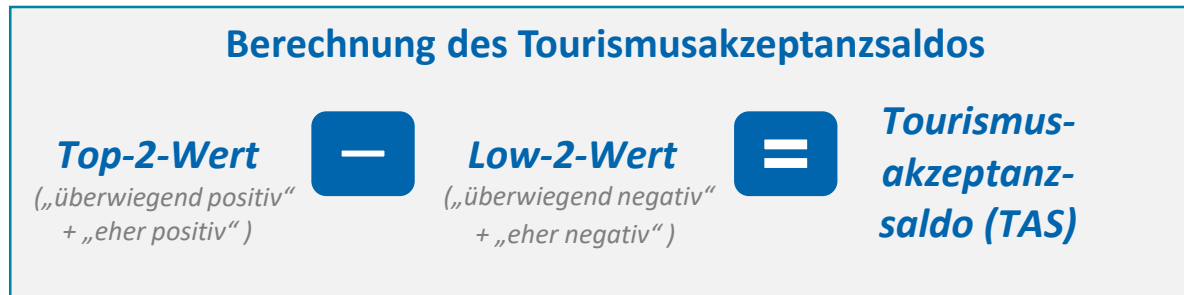 Berechnung des Tourismusakzeptanzsaldos
Top-2-Wert
(„überwiegend positiv“
+ „eher positiv“ )
–
Low-2-Wert
(„überwiegend negativ“
+ „eher negativ“ )
=
Tourismus-
akzeptanz-
saldo (TAS)